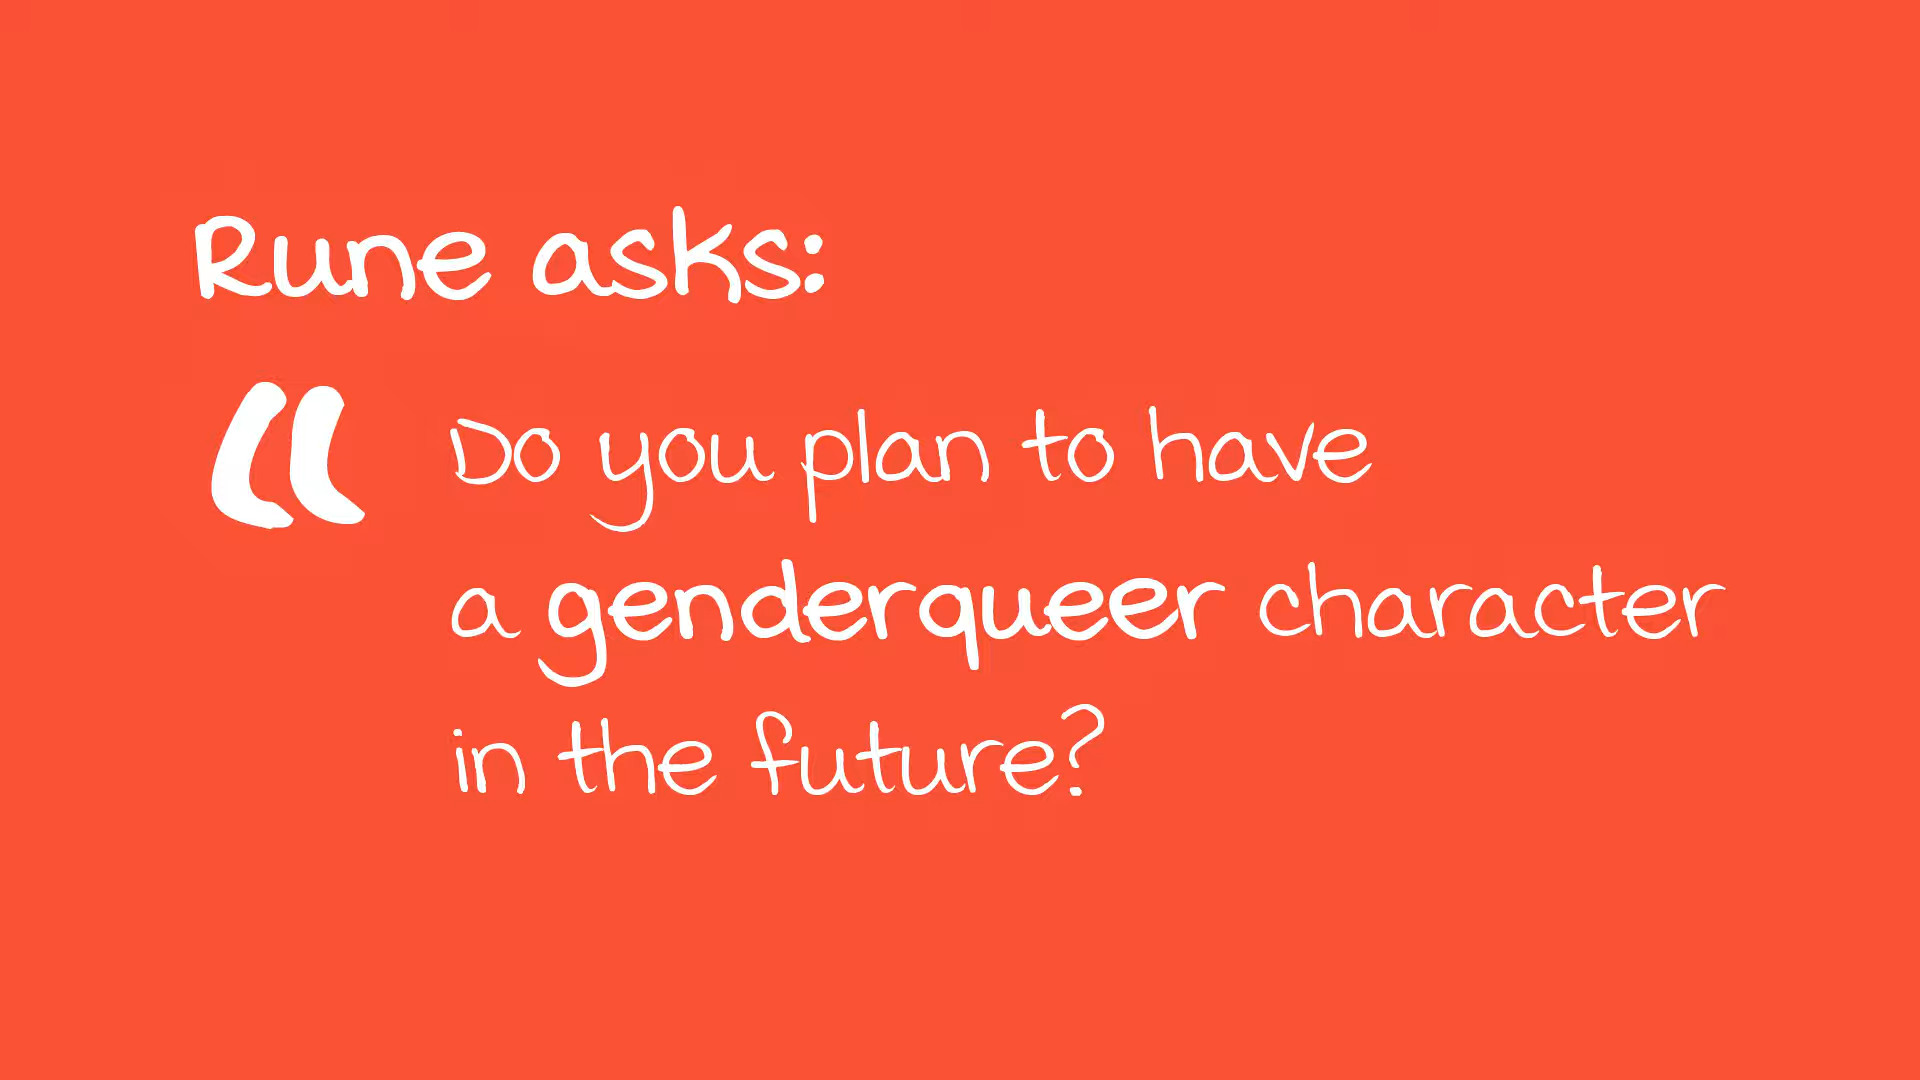 Rune asks:
“ Do you plan to have
a genderqueer character
in the future?